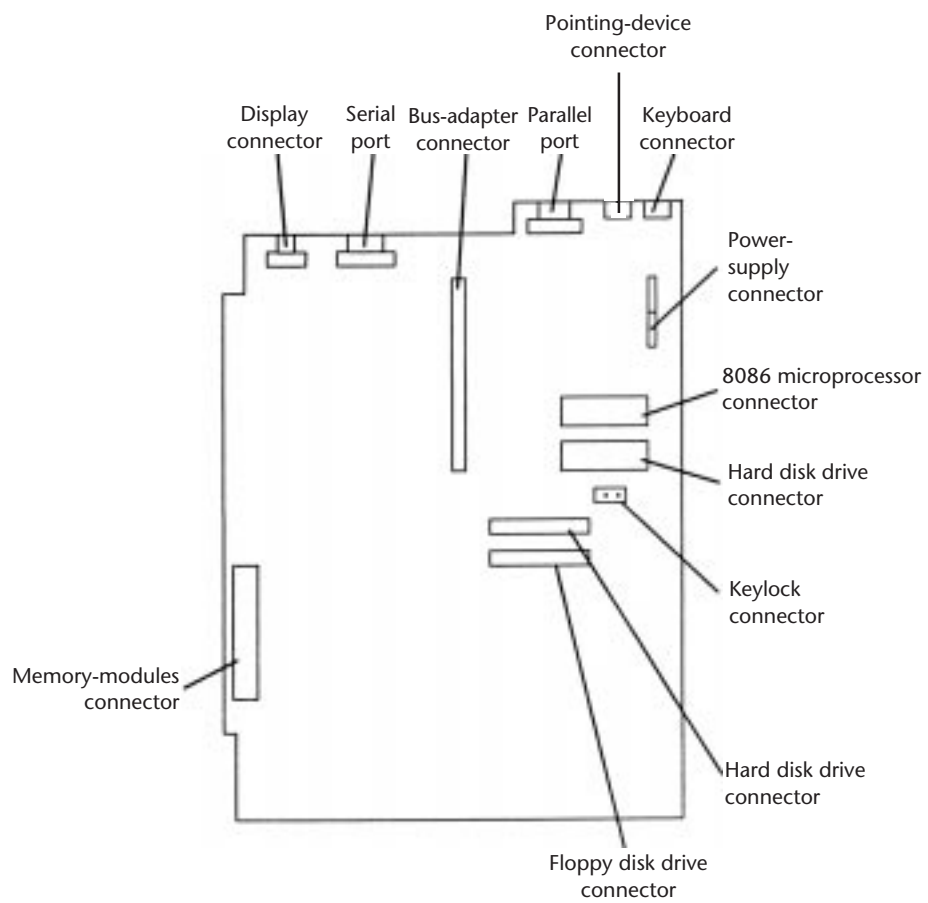 Pointing-device
connector
Display
connector
Serial
port
Bus-adapter
connector
Parallel
port
Keyboard
connector
Power-
supply
connector
8086 microprocessor
connector
Hard disk drive
connector
Keylock
connector
Memory-modules
connector
Hard disk drive
connector
Floppy disk drive
connector